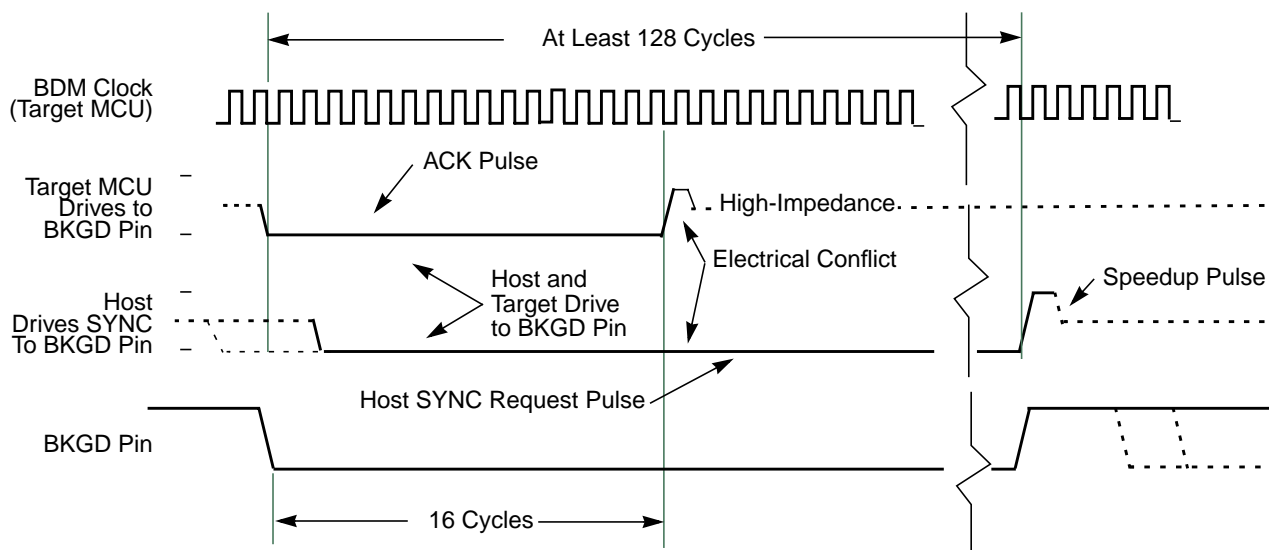 At Least 128 Cycles
BDM Clock
(Target MCU)
ACK Pulse
Target MCU
Drives to
BKGD Pin
High-Impedance
Electrical Conflict
Host and
Target Drive
to BKGD Pin
Speedup Pulse
Host
Drives SYNC
To BKGD Pin
Host SYNC Request Pulse
BKGD Pin
16 Cycles